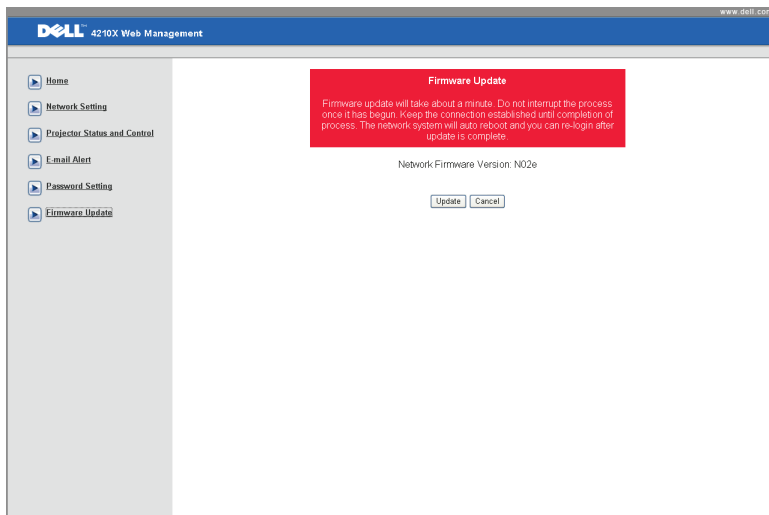 www.dell.com
DELL™ 4210X Web Management
Home
Network Setting
Projector Status and Control
E-mail Alert
Password Setting
Firmware Update
Firmware Update
Firmware update will take about a minute. Do not interrupt the process
once it has begun. Keep the connection established until completion of
process. The network system will auto reboot and you can re-login after
update is complete.
Network Firmware Version: N02e
Update Cancel